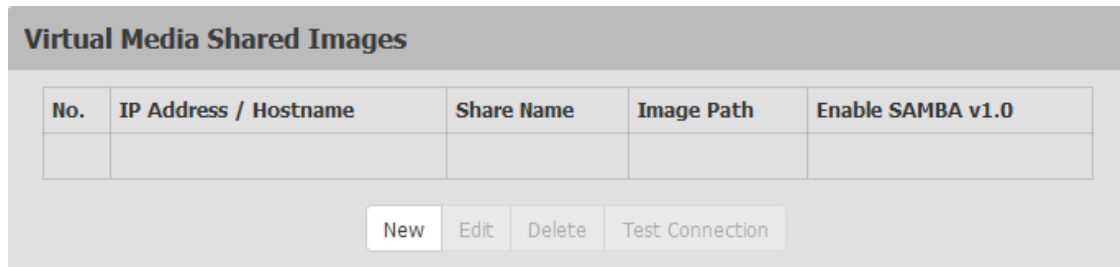 Virtual Media Shared Images
No. IP Address / Hostname Share Name Image Path Enable SAMBA v1.0
New Edit Delete Test Connection